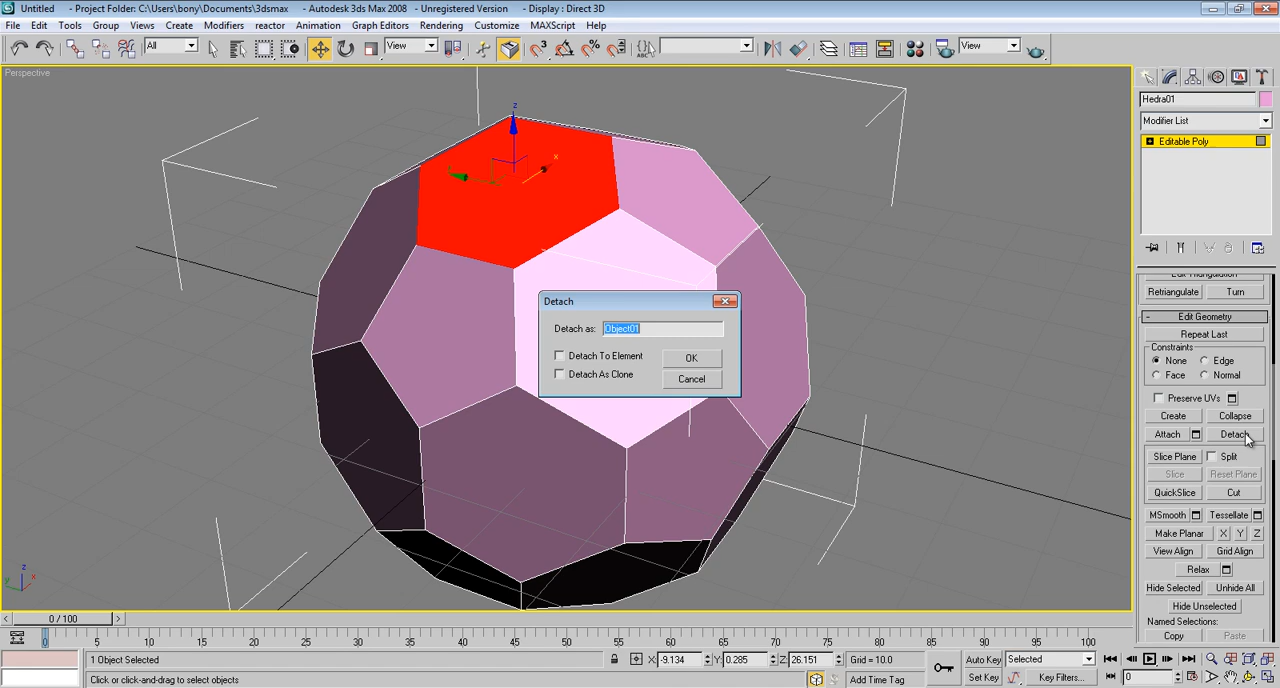 Untitled - Project Folder: C:\Users\bony\Documents\3dsmax - Autodesk 3ds Max 2008 - Unregistered Version - Display : Direct 3D
File Edit Tools Group Views Create Modifiers reactor Animation Graph Editors Rendering Customize MAXScript Help
All View View
Perspective
Hedra01
Modifier List
Editable Poly
Retriangulate Turn
- Edit Geometry
Repeat Last
Constraints
None Edge
Face Normal
Preserve UVs
Create Collapse
Attach Detach
Slice Plane Split
Slice Reset Plane
QuickSlice Cut
MSmooth Tessellate
Make Planar X Y Z
View Align Grid Align
Relax
Hide Selected Unhide All
Hide Unselected
Named Selections:
Copy Paste
Detach
Detach as: Object01
Detach To Element OK
Detach As Clone Cancel
z
x
z
y x
< 0 / 100 >
0 5 10 15 20 25 30 35 40 45 50 55 60 65 70 75 80 85 90 95 100
1 Object Selected X: -9.134 Y: 0.285 Z: 26.151 Grid = 10.0 Auto Key Selected
Click or click-and-drag to select objects Add Time Tag Set Key Key Filters... 0